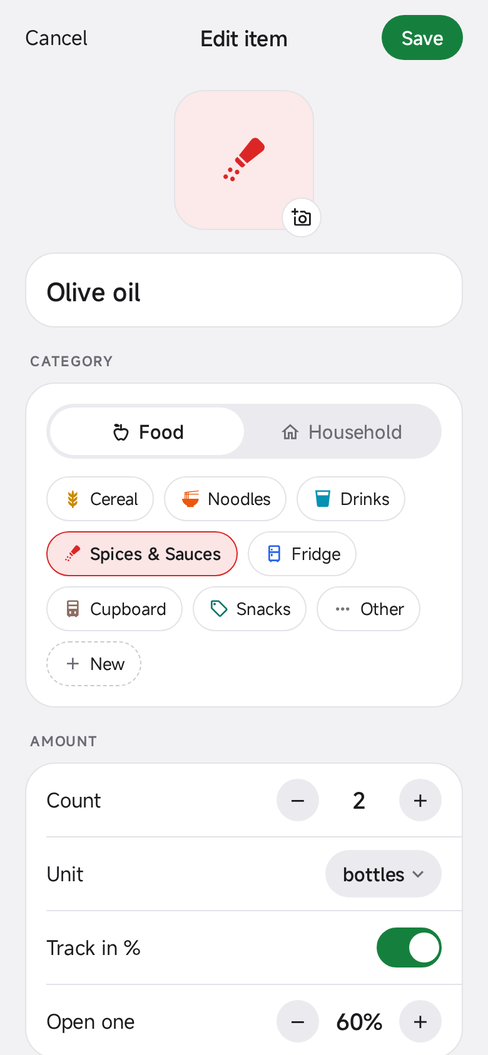 Cancel
Edit item
Save
Olive oil
CATEGORY
Food
Household
Cereal
Noodles
Drinks
Spices & Sauces
Fridge
Cupboard
Snacks
Other
New
AMOUNT
Count
2
Unit
bottles
Track in %
Open one
60%